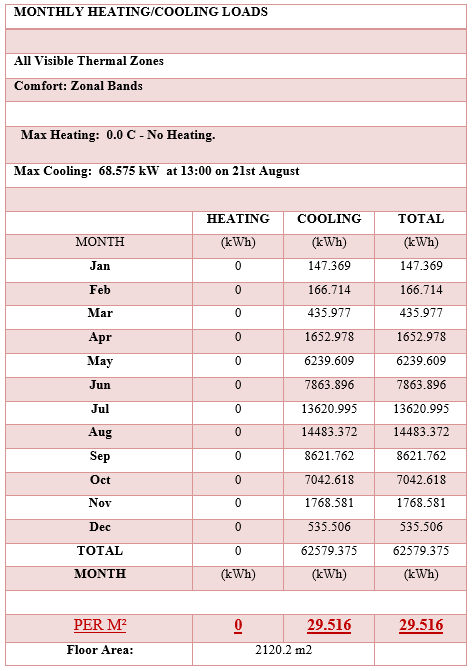 MONTHLY HEATING/COOLING LOADS
All Visible Thermal Zones
Comfort: Zonal Bands
Max Heating: 0.0 C - No Heating.
Max Cooling: 68.575 kW at 13:00 on 21st August
HEATING COOLING TOTAL
MONTH (kWh) (kWh) (kWh)
Jan 0 147.369 147.369
Feb 0 166.714 166.714
Mar 0 435.977 435.977
Apr 0 1652.978 1652.978
May 0 6239.609 6239.609
Jun 0 7863.896 7863.896
Jul 0 13620.995 13620.995
Aug 0 14483.372 14483.372
Sep 0 8621.762 8621.762
Oct 0 7042.618 7042.618
Nov 0 1768.581 1768.581
Dec 0 535.506 535.506
TOTAL 0 62579.375 62579.375
MONTH (kWh) (kWh) (kWh)
PER M² 0 29.516 29.516
Floor Area: 2120.2 m2